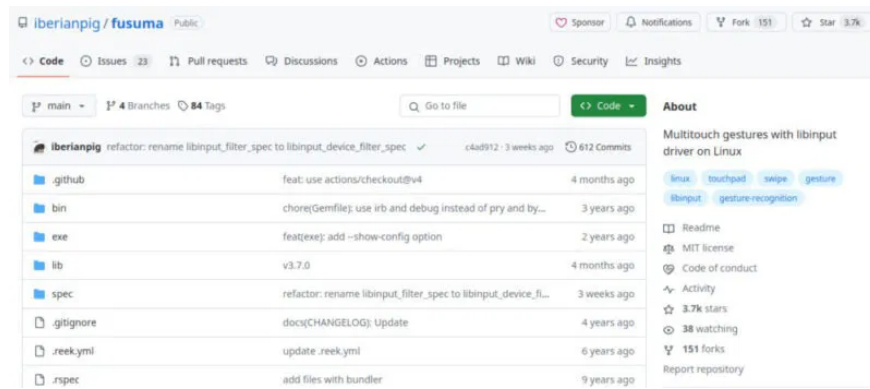 iberianpig / fusuma Public
Sponsor Notifications Fork 151 Star 3.7k
Code Issues 23 Pull requests Discussions Actions Projects Wiki Security Insights
main 4 Branches 84 Tags Go to file Code
iberianpig refactor: rename libinput_filter_spec to libinput_device_filter_spec c4ad912 · 3 weeks ago 612 Commits
.github feat: use actions/checkout@v4 4 months ago
bin chore(Gemfile): use irb and debug instead of pry and by... 3 years ago
exe feat(exe): add --show-config option 2 years ago
lib v3.7.0 4 months ago
spec refactor: rename libinput_filter_spec to libinput_device_fi... 3 weeks ago
.gitignore docs(CHANGELOG): Update 4 years ago
.reek.yml update .reek.yml 6 years ago
.rspec add files with bundler 9 years ago
About
Multitouch gestures with libinput
driver on Linux
linux touchpad swipe gesture
libinput gesture-recognition
Readme
MIT license
Code of conduct
Activity
3.7k stars
38 watching
151 forks
Report repository